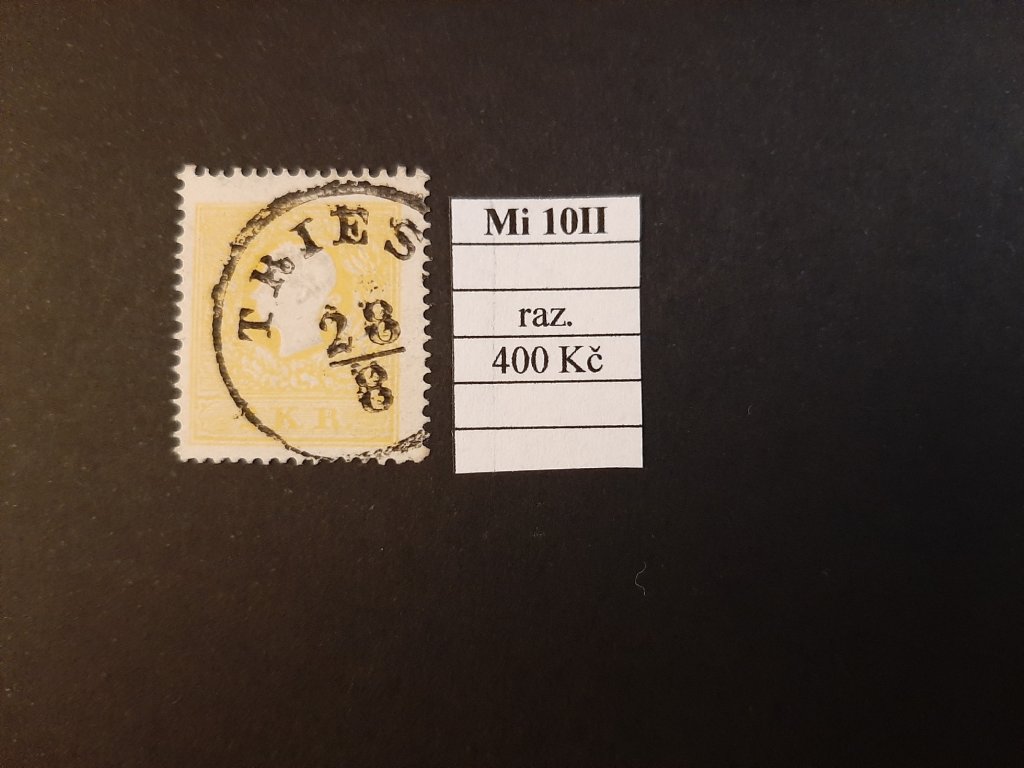 TRIES
28
8
KR.
Mi 10II
raz.
400 Kč